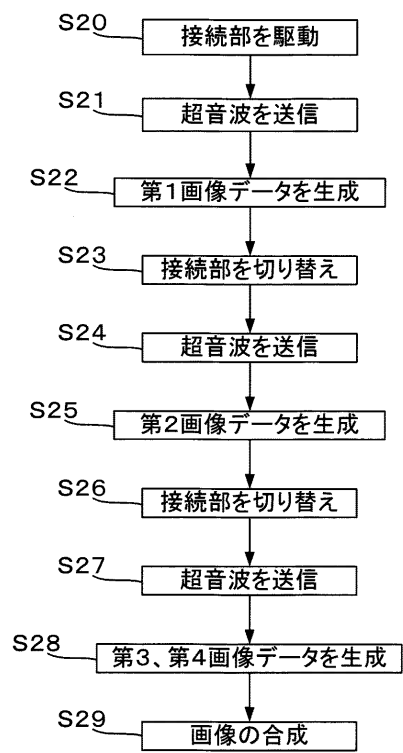 S20 接続部を駆動
S21 超音波を送信
S22 第1画像データを生成
S23 接続部を切り替え
S24 超音波を送信
S25 第2画像データを生成
S26 接続部を切り替え
S27 超音波を送信
S28 第3、第4画像データを生成
S29 画像の合成